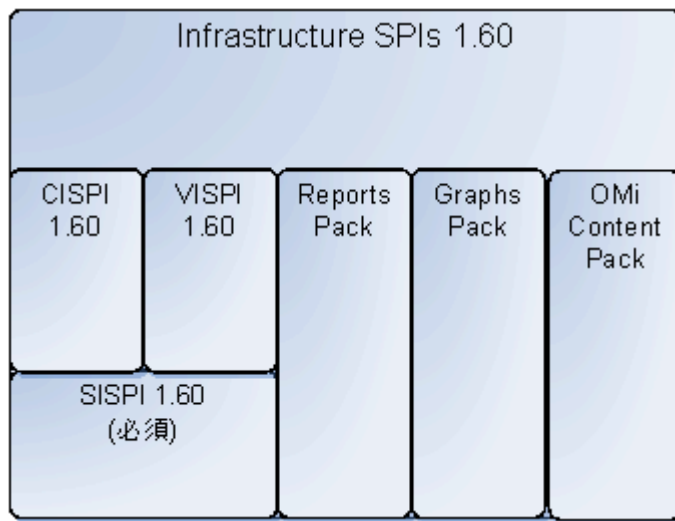 Infrastructure SPIs 1.60
CISPI
1.60
VISPI
1.60
Reports
Pack
Graphs
Pack
OMi
Content
Pack
SISPI 1.60
(必須)